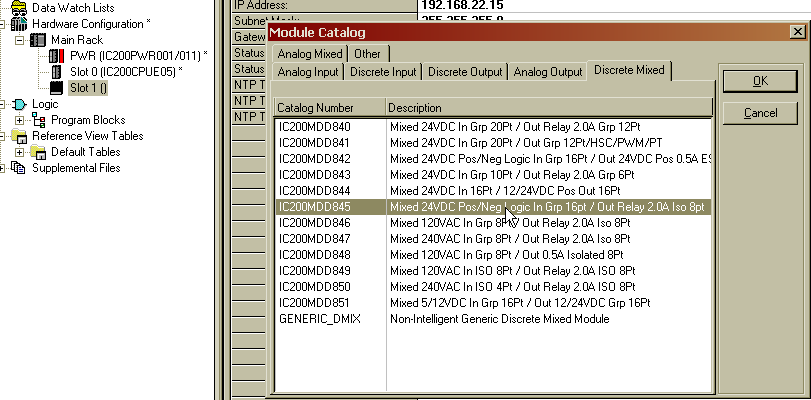 Data Watch Lists
Hardware Configuration *
Main Rack
PWR (IC200PWR001/011) *
Slot 0 (IC200CPUE05) *
Slot 1 ()
Logic
Program Blocks
Reference View Tables
Default Tables
Supplemental Files
IP Address: 192.168.22.15
Subnet Mask: 255.255.255.0
Gatew
Status
Status
NTP T
NTP T
NTP T
Module Catalog
Analog Mixed Other
Analog Input Discrete Input Discrete Output Analog Output Discrete Mixed
Catalog Number Description
IC200MDD840 Mixed 24VDC In Grp 20Pt / Out Relay 2.0A Grp 12Pt
IC200MDD841 Mixed 24VDC In Grp 20Pt / Out Grp 12Pt/HSC/PWM/PT
IC200MDD842 Mixed 24VDC Pos/Neg Logic In Grp 16Pt / Out 24VDC Pos 0.5A ES
IC200MDD843 Mixed 24VDC In Grp 10Pt / Out Relay 2.0A Grp 6Pt
IC200MDD844 Mixed 24VDC In 16Pt / 12/24VDC Pos Out 16Pt
IC200MDD845 Mixed 24VDC Pos/Neg Logic In Grp 16pt / Out Relay 2.0A Iso 8pt
IC200MDD846 Mixed 120VAC In Grp 8Pt / Out Relay 2.0A Iso 8Pt
IC200MDD847 Mixed 240VAC In Grp 8Pt / Out Relay 2.0A Iso 8Pt
IC200MDD848 Mixed 120VAC In Grp 8Pt / Out 0.5A Isolated 8Pt
IC200MDD849 Mixed 120VAC In ISO 8Pt / Out Relay 2.0A ISO 8Pt
IC200MDD850 Mixed 240VAC In ISO 4Pt / Out Relay 2.0A ISO 8Pt
IC200MDD851 Mixed 5/12VDC In Grp 16Pt / Out 12/24VDC Grp 16Pt
GENERIC_DMIX Non-Intelligent Generic Discrete Mixed Module
OK
Cancel